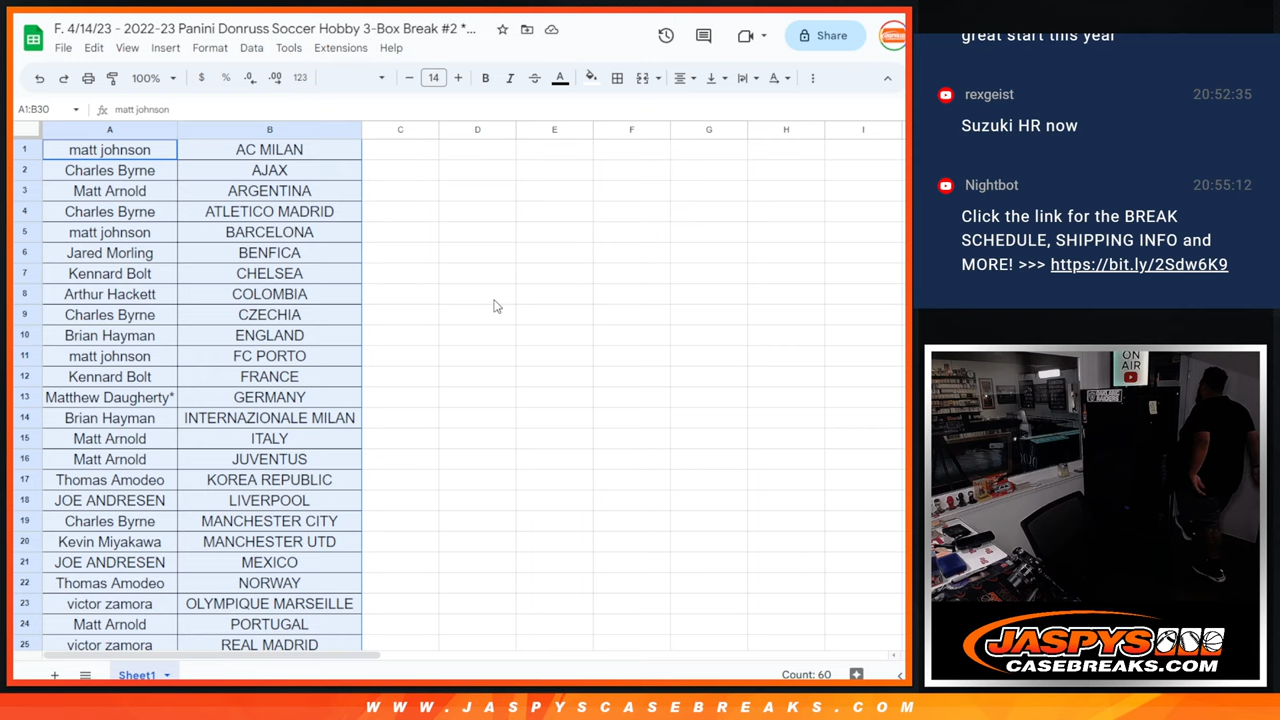 F. 4/14/23 - 2022-23 Panini Donruss Soccer Hobby 3-Box Break #2 *...
File Edit View Insert Format Data Tools Extensions Help
Share
100% $ % .0 .00 123 14 B I S A
A1:B30 fx matt johnson
A B C D E F G H I
1 matt johnson AC MILAN
2 Charles Byrne AJAX
3 Matt Arnold ARGENTINA
4 Charles Byrne ATLETICO MADRID
5 matt johnson BARCELONA
6 Jared Morling BENFICA
7 Kennard Bolt CHELSEA
8 Arthur Hackett COLOMBIA
9 Charles Byrne CZECHIA
10 Brian Hayman ENGLAND
11 matt johnson FC PORTO
12 Kennard Bolt FRANCE
13 Matthew Daugherty* GERMANY
14 Brian Hayman INTERNAZIONALE MILAN
15 Matt Arnold ITALY
16 Matt Arnold JUVENTUS
17 Thomas Amodeo KOREA REPUBLIC
18 JOE ANDRESEN LIVERPOOL
19 Charles Byrne MANCHESTER CITY
20 Kevin Miyakawa MANCHESTER UTD
21 JOE ANDRESEN MEXICO
22 Thomas Amodeo NORWAY
23 victor zamora OLYMPIQUE MARSEILLE
24 Matt Arnold PORTUGAL
25 victor zamora REAL MADRID
Sheet1 Count: 60
great start this year
rexgeist 20:52:35
Suzuki HR now
Nightbot 20:55:12
Click the link for the BREAK
SCHEDULE, SHIPPING INFO and
MORE! >>> https://bit.ly/2Sdw6K9
ON
AIR
RAIDERS
JASPYS
CASEBREAKS.COM
WWW.JASPYSCASEBREAKS.COM